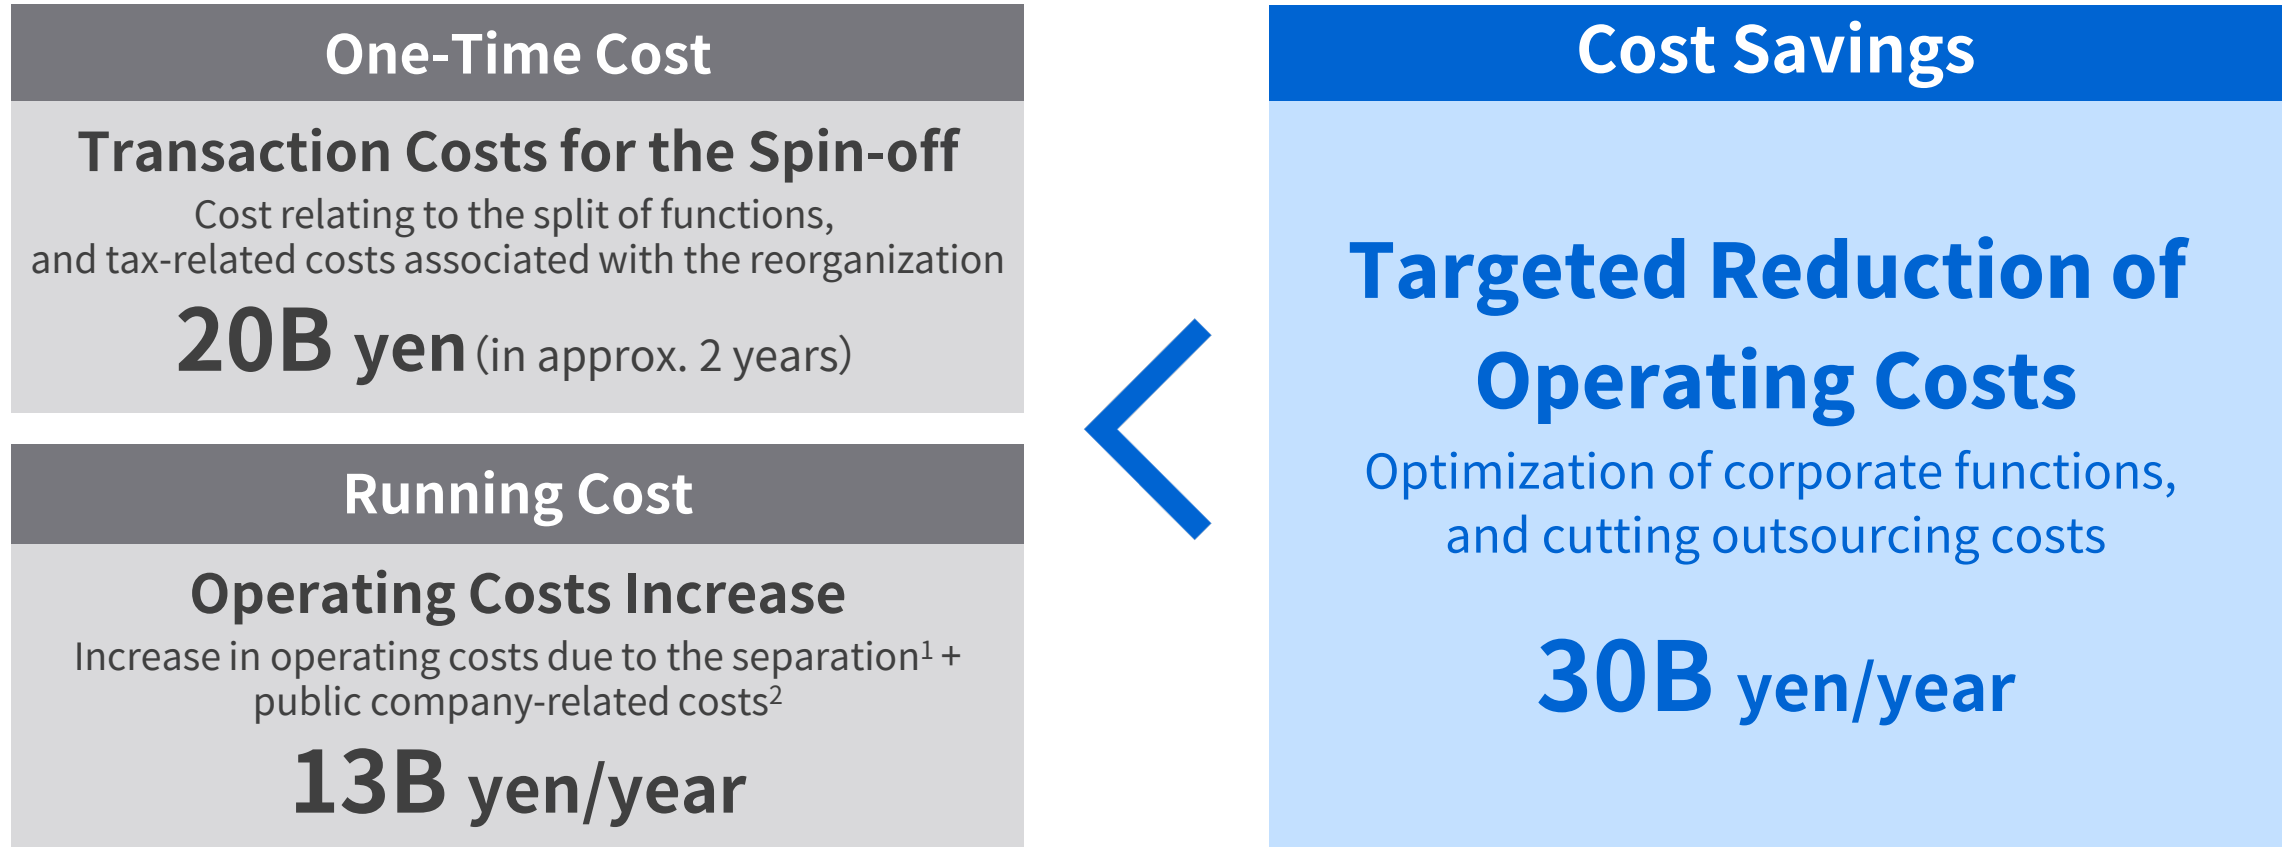 One-Time Cost
Transaction Costs for the Spin-off
Cost relating to the split of functions,
and tax-related costs associated with the reorganization
20B yen（in approx. 2 years）
Running Cost
Operating Costs Increase
Increase in operating costs due to the separation¹ +
public company-related costs²
13B yen/year
Cost Savings
Targeted Reduction of
Operating Costs
Optimization of corporate functions,
and cutting outsourcing costs
30B yen/year